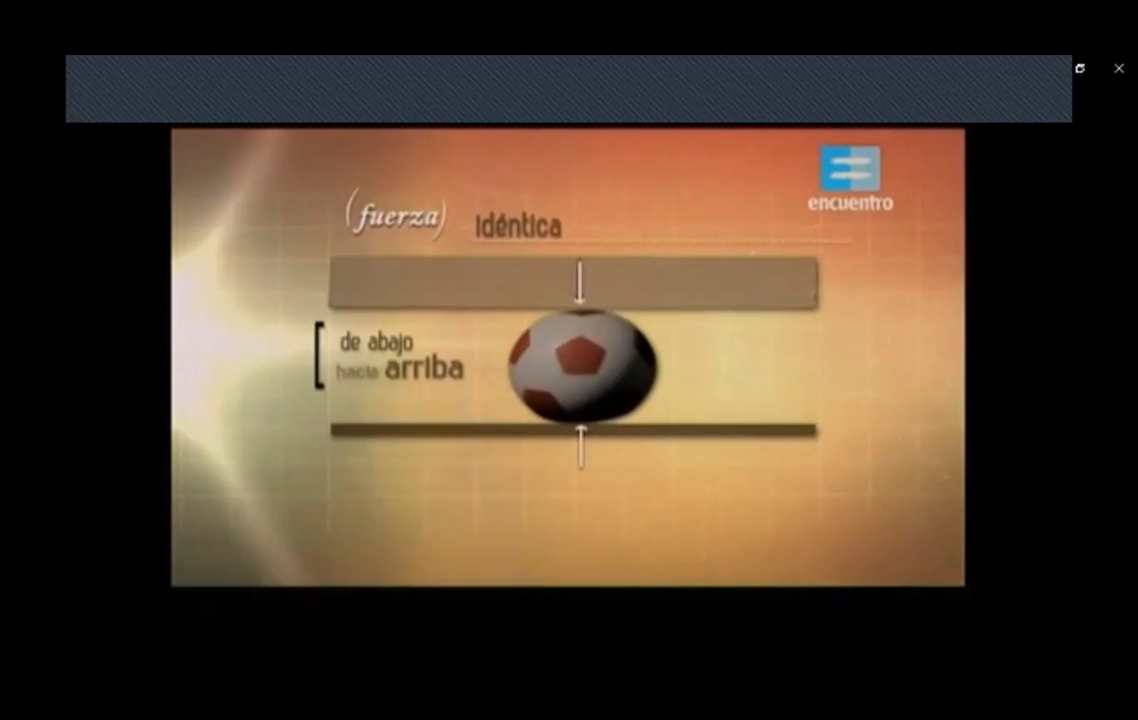 encuentro
(fuerza) idéntica
de abajo
hacia arriba